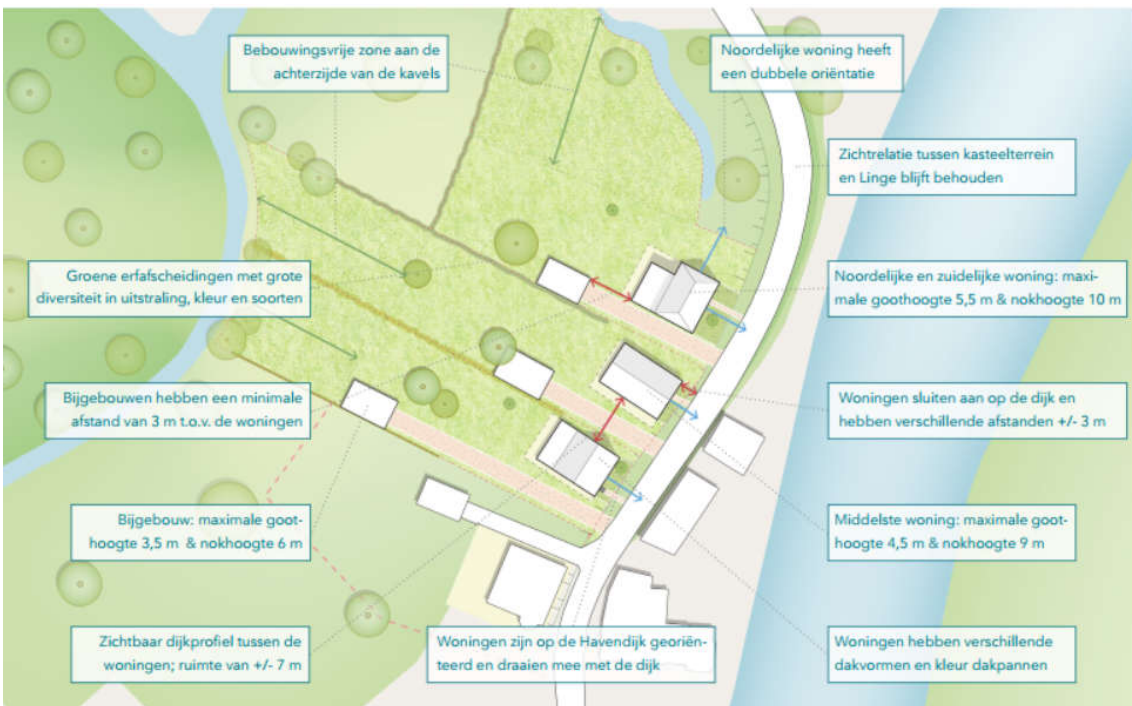 Bebouwingsvrije zone aan de
achterzijde van de kavels
Noordelijke woning heeft
een dubbele oriëntatie
Zichtrelatie tussen kasteelterrein
en Linge blijft behouden
Groene erfafscheidingen met grote
diversiteit in uitstraling, kleur en soorten
Noordelijke en zuidelijke woning: maxi-
male goothoogte 5,5 m & nokhoogte 10 m
Bijgebouwen hebben een minimale
afstand van 3 m t.o.v. de woningen
Woningen sluiten aan op de dijk en
hebben verschillende afstanden +/- 3 m
Bijgebouw: maximale goot-
hoogte 3,5 m & nokhoogte 6 m
Middelste woning: maximale goot-
hoogte 4,5 m & nokhoogte 9 m
Zichtbaar dijkprofiel tussen de
woningen; ruimte van +/- 7 m
Woningen zijn op de Havendijk georiën-
teerd en draaien mee met de dijk
Woningen hebben verschillende
dakvormen en kleur dakpannen